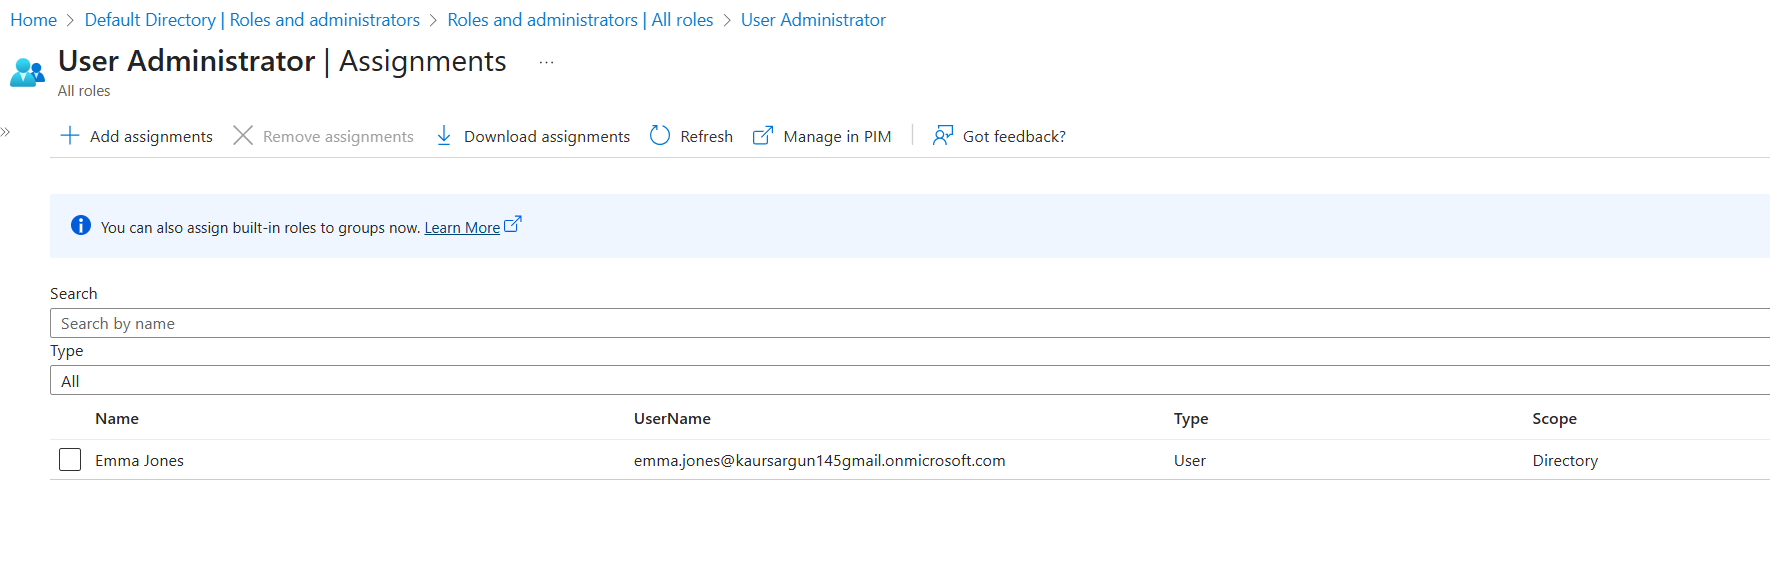 Home > Default Directory | Roles and administrators > Roles and administrators | All roles > User Administrator
User Administrator | Assignments ...
All roles
Add assignments Remove assignments Download assignments Refresh Manage in PIM Got feedback?
You can also assign built-in roles to groups now. Learn More
Search
Search by name
Type
All
Name UserName Type Scope
Emma Jones emma.jones@kaursargun145gmail.onmicrosoft.com User Directory